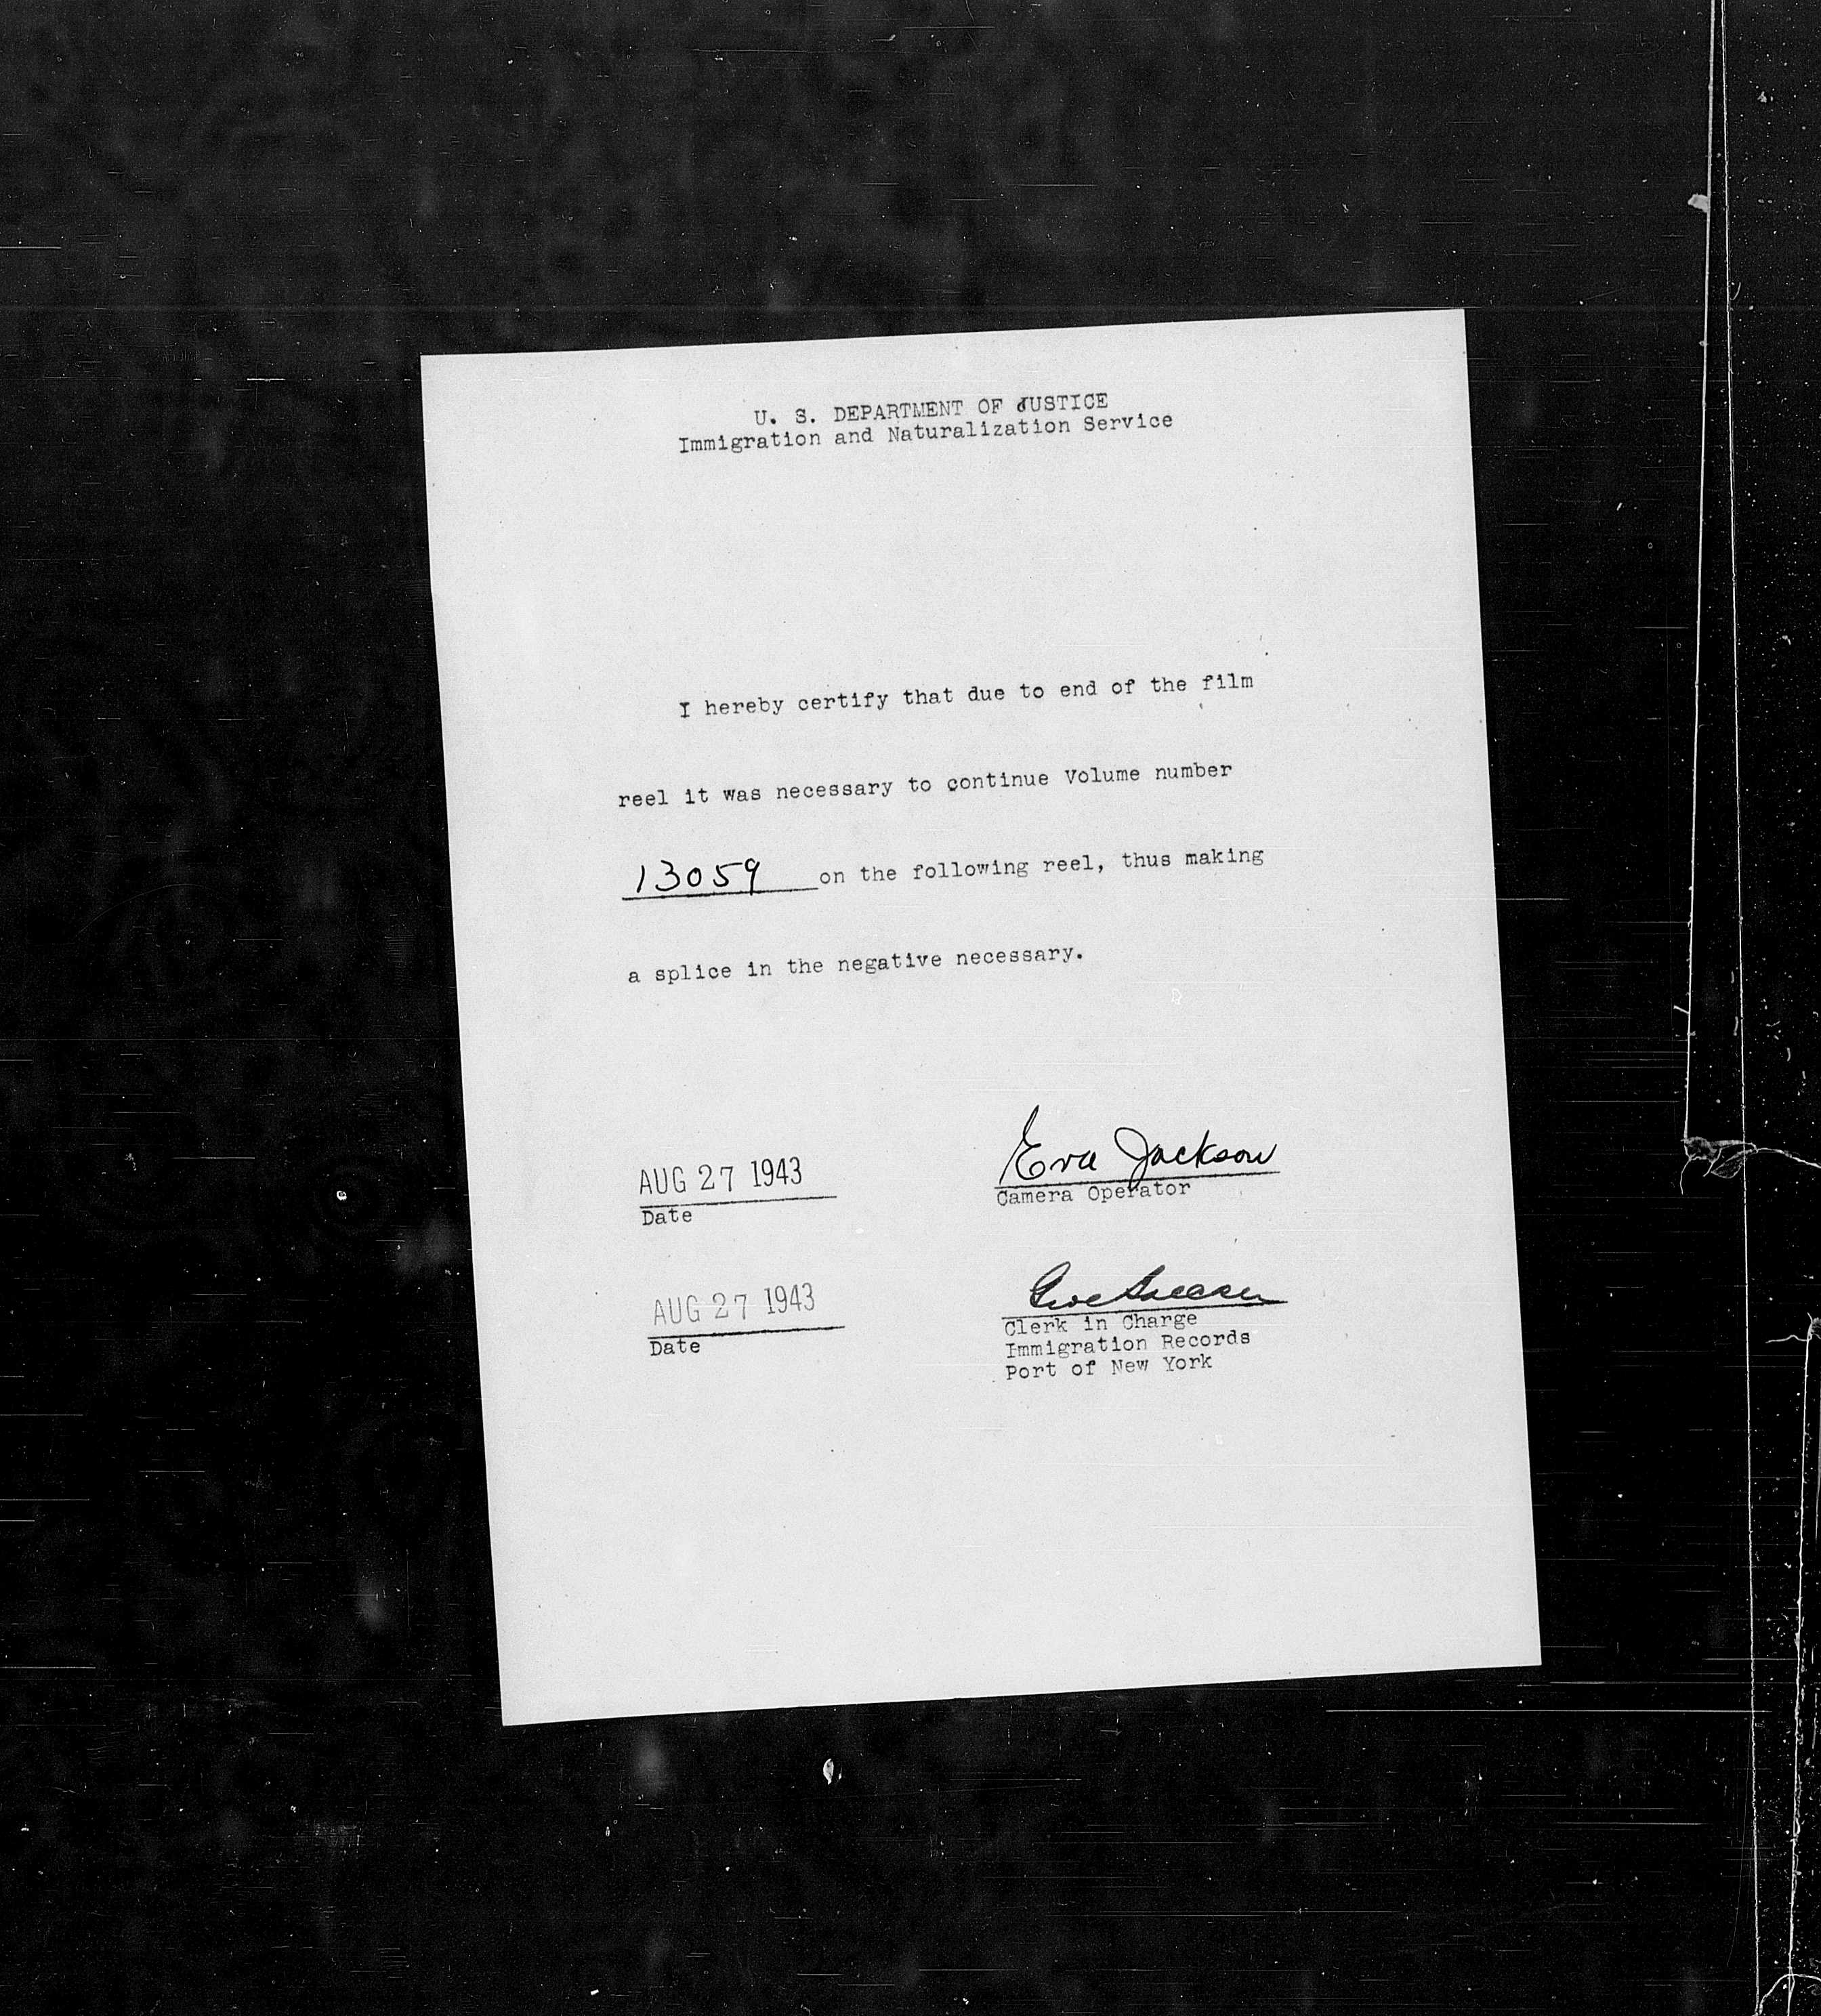 U. S. DEPARTMENT OF JUSTICE
Immigration and Naturalization Service
I hereby certify that due to end of the film
reel it was necessary to continue Volume number
13059 on the following reel, thus making
a splice in the negative necessary.
AUG 27 1943
Eva Jackson
Date
Camera Operator
AUG 27 1943
Date
Clerk in Charge
Immigration Records
Port of New York